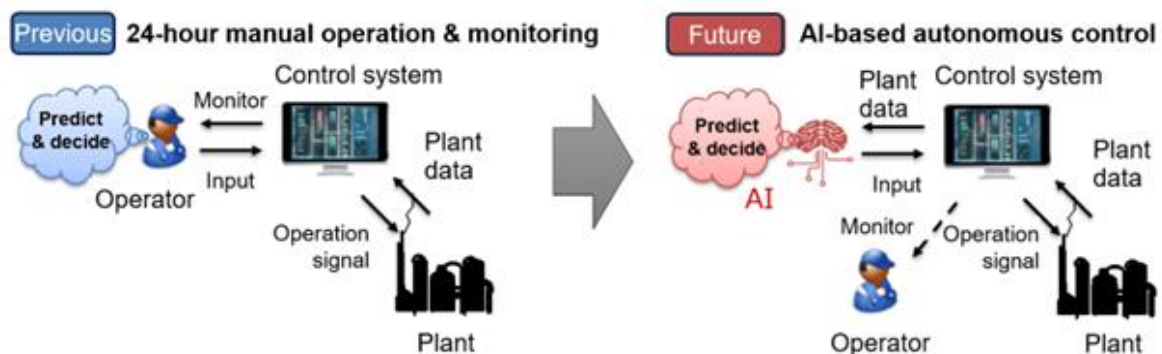 Previous 24-hour manual operation & monitoring
Control system
Predict
& decide
Monitor
Input
Operator
Plant
data
Operation
signal
Plant
Future AI-based autonomous control
Plant
data
Control system
Predict
& decide
AI
Input
Plant
data
Monitor
Operation
signal
Operator
Plant